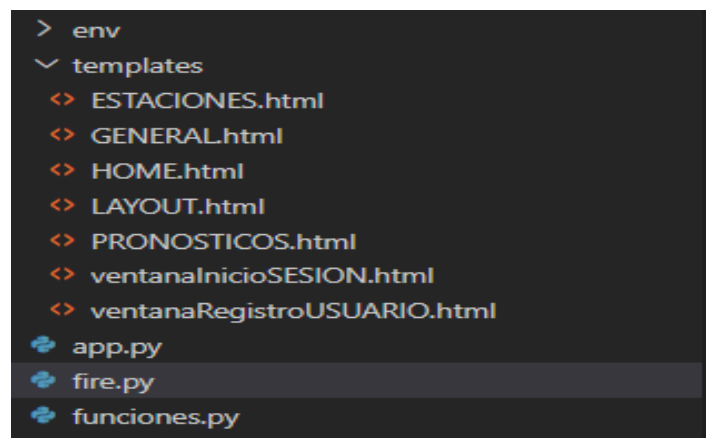 env
templates
ESTACIONES.html
GENERAL.html
HOME.html
LAYOUT.html
PRONOSTICOS.html
ventanaInicioSESION.html
ventanaRegistroUSUARIO.html
app.py
fire.py
funciones.py